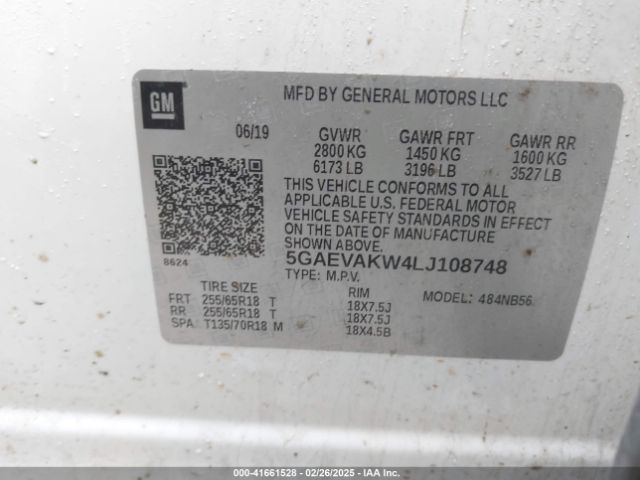 GM
MFD BY GENERAL MOTORS LLC
06/19 GVWR GAWR FRT GAWR RR
2800 KG 1450 KG 1600 KG
6173 LB 3196 LB 3527 LB
THIS VEHICLE CONFORMS TO ALL
APPLICABLE U.S. FEDERAL MOTOR
VEHICLE SAFETY STANDARDS IN EFFECT
ON THE DATE OF MANUFACTURE
SHOWN ABOVE.
8624
5GAEVAKW4LJ108748
TYPE: M.P.V. MODEL: 484NB56
TIRE SIZE RIM
FRT 255/65R18 T 18X7.5J
RR 255/65R18 T 18X7.5J
SPA T135/70R18 M 18X4.5B
000-41661528 - 02/26/2025 - IAA Inc.